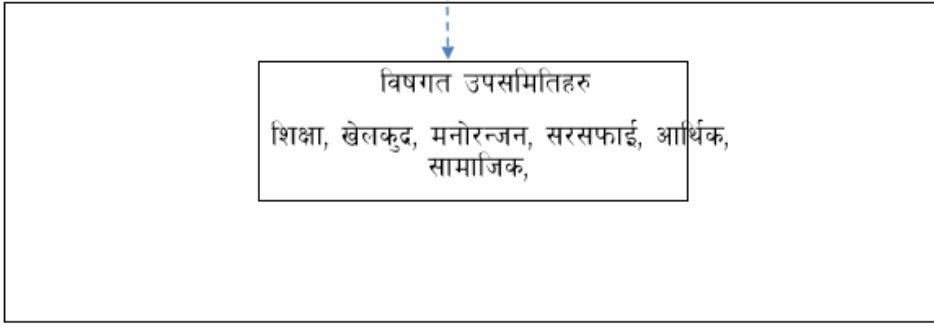 विषगत उपसमितिहरु
शिक्षा, खेलकुद, मनोरन्जन, सरसफाई, आर्थिक,
सामाजिक,